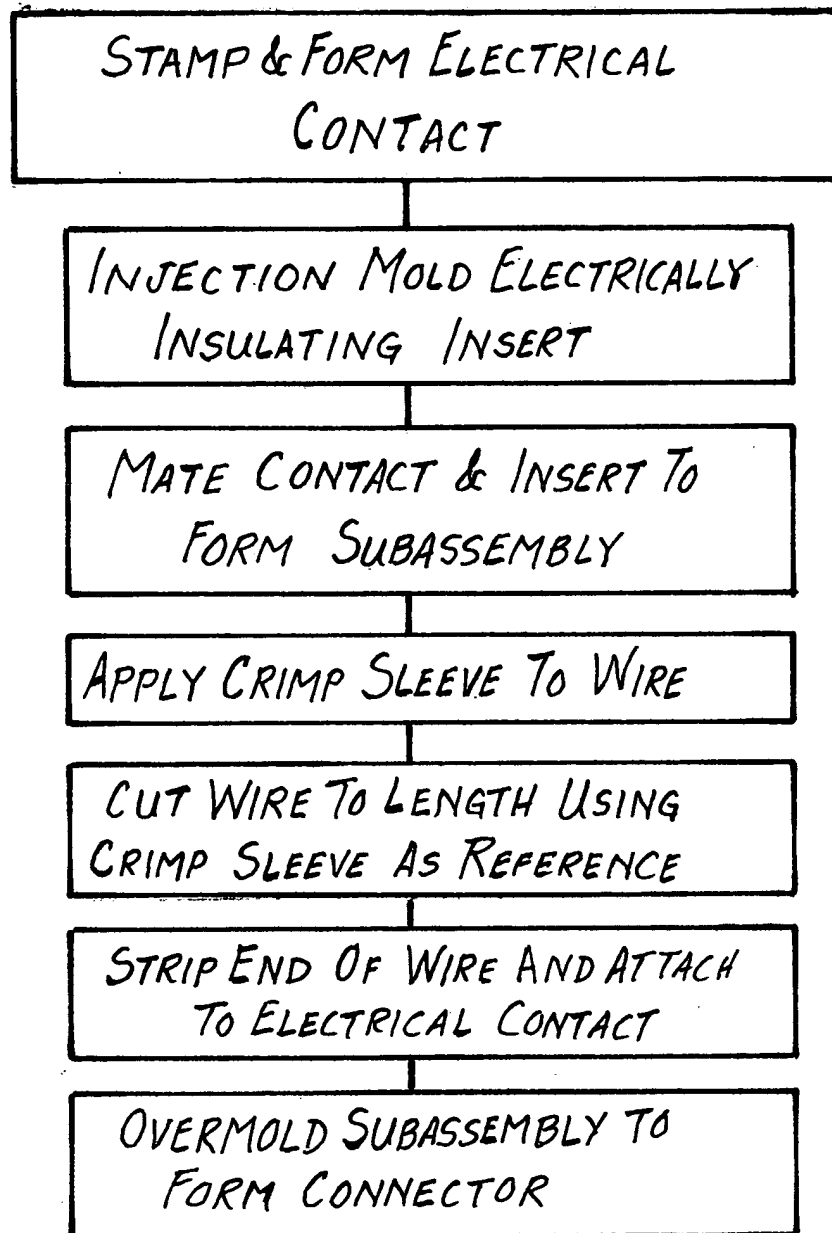 STAMP & FORM ELECTRICAL
CONTACT
INJECTION MOLD ELECTRICALLY
INSULATING INSERT
MATE CONTACT & INSERT TO
FORM SUBASSEMBLY
APPLY CRIMP SLEEVE TO WIRE
CUT WIRE TO LENGTH USING
CRIMP SLEEVE AS REFERENCE
STRIP END OF WIRE AND ATTACH
TO ELECTRICAL CONTACT
OVERMOLD SUBASSEMBLY TO
FORM CONNECTOR